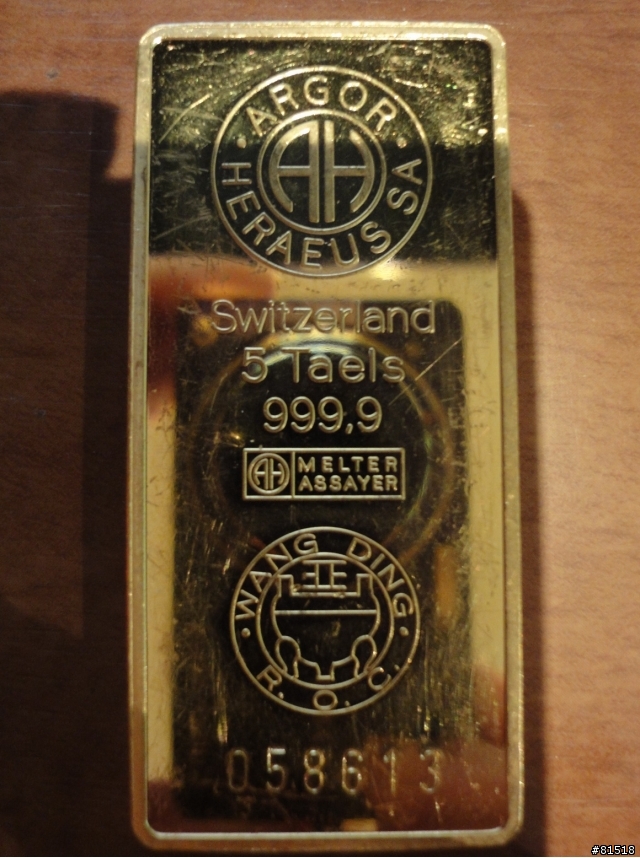 ARGOR
HERAEUS SA
AH
Switzerland
5 Taels
999,9
AH MELTER
ASSAYER
WANG DING
R. O. C.
058613
#81518